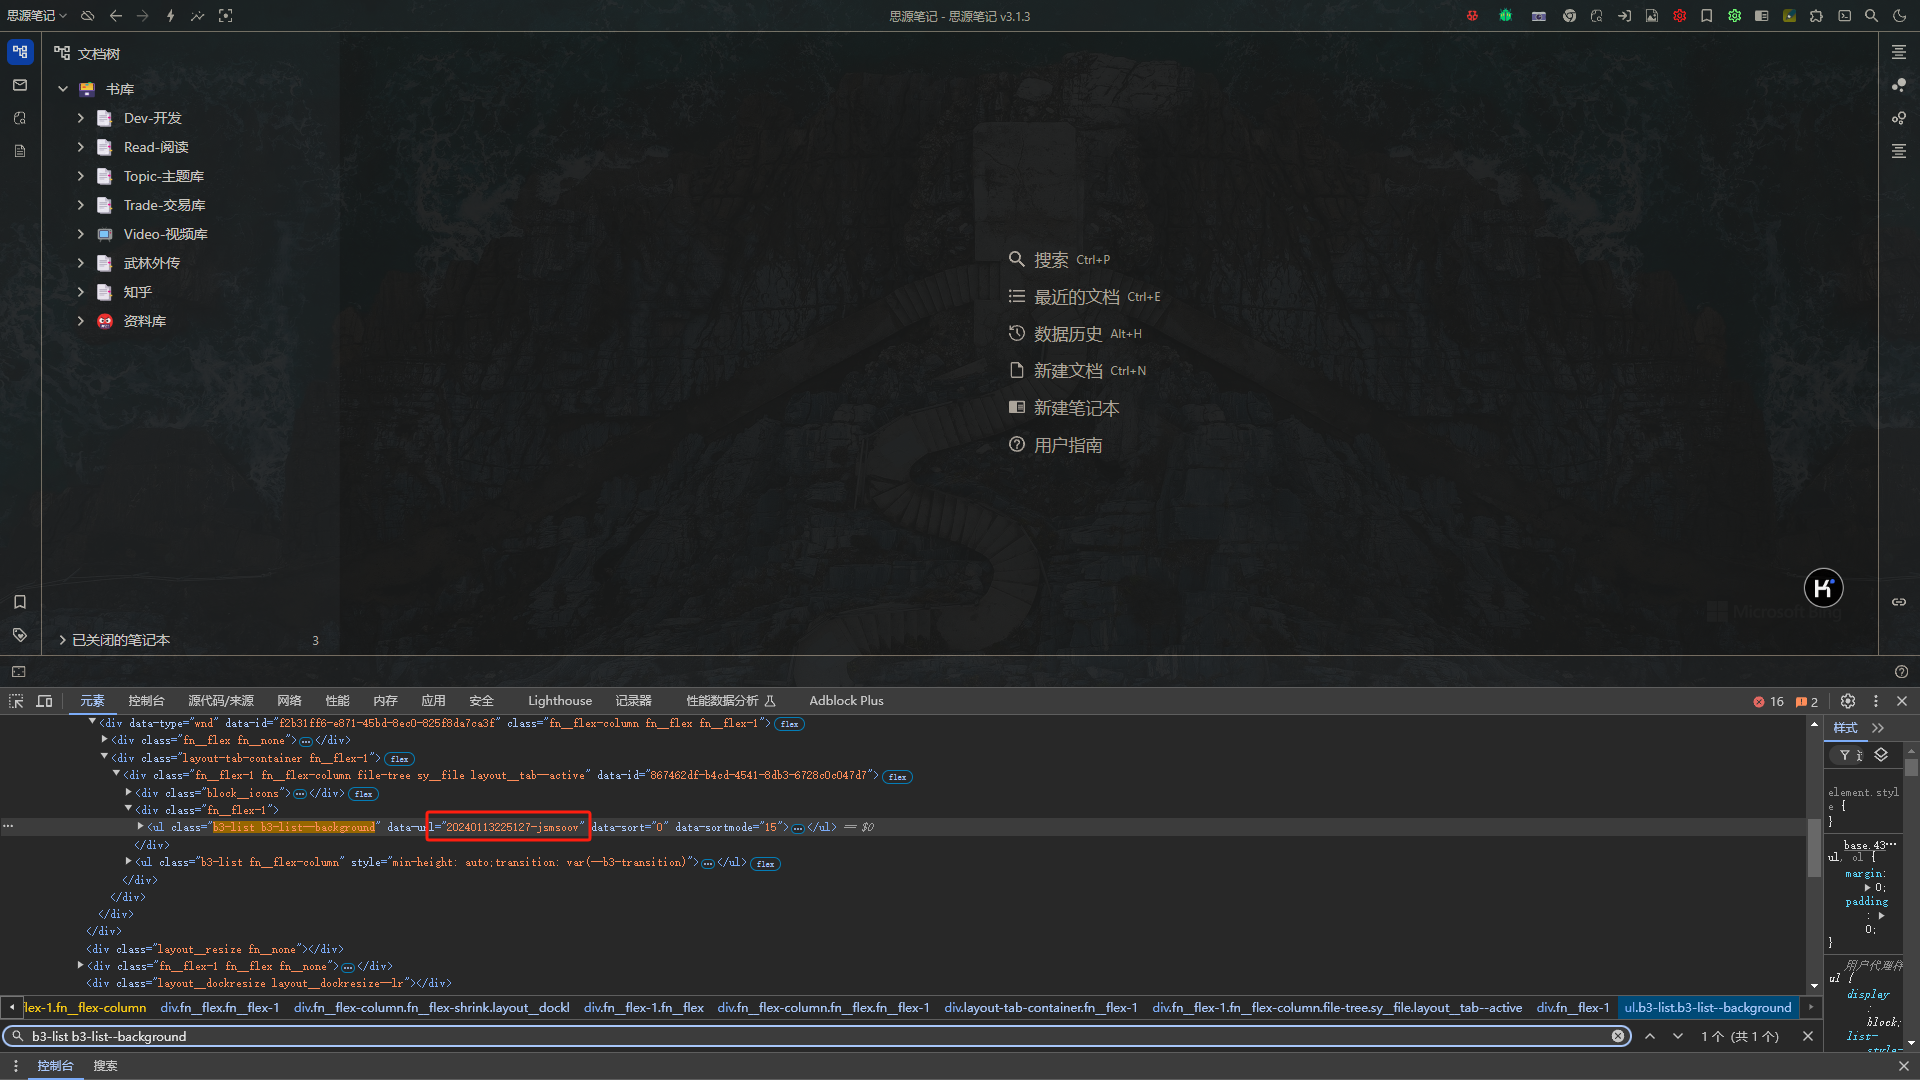 思源笔记
思源笔记 - 思源笔记 v3.1.3
文档树
书库
Dev-开发
Read-阅读
Topic-主题库
Trade-交易库
Video-视频库
武林外传
知乎
资料库
搜索 Ctrl+P
最近的文档 Ctrl+E
数据历史 Alt+H
新建文档 Ctrl+N
新建笔记本
用户指南
Microsoft Bing
已关闭的笔记本 3
元素 控制台 源代码/来源 网络 性能 内存 应用 安全 Lighthouse 记录器 性能数据分析 Adblock Plus 16 2
<div data-type="wnd" data-id="f2b31ff6-e871-45bd-8ec0-825f8da7ca3f" class="fn__flex-column fn__flex fn__flex-1"> flex
<div class="fn__flex fn__none"> … </div>
<div class="layout-tab-container fn__flex-1"> flex
<div class="fn__flex-1 fn__flex-column file-tree sy__file layout__tab--active" data-id="867462df-b4cd-4541-8db3-6728c0c047d7"> flex
<div class="block__icons"> … </div> flex
<div class="fn__flex-1">
<ul class="b3-list b3-list--background" data-url="20240113225127-jsmsoov" data-sort="0" data-sortmode="15"> … </ul> == $0
</div>
<ul class="b3-list fn__flex-column" style="min-height: auto;transition: var(--b3-transition)"> … </ul> flex
</div>
</div>
</div>
</div>
<div class="layout__resize fn__none"></div>
<div class="fn__flex-1 fn__flex fn__none"> … </div>
<div class="layout__dockresize layout__dockresize--lr"></div>
样式
element.style {
}
base.43…
ul, ol {
margin:
0;
padding
:
0;
}
用户代理样
ul {
display
:
block;
list-
style-
lex-1.fn__flex-column div.fn__flex.fn__flex-1 div.fn__flex-column.fn__flex-shrink.layout__dockl div.fn__flex-1.fn__flex div.fn__flex-column.fn__flex.fn__flex-1 div.layout-tab-container.fn__flex-1 div.fn__flex-1.fn__flex-column.file-tree.sy__file.layout__tab--active div.fn__flex-1 ul.b3-list.b3-list--background
b3-list b3-list--background 1 个 (共 1 个)
控制台 搜索